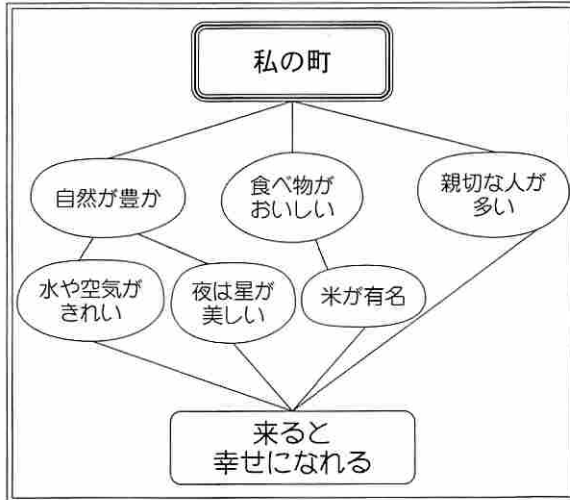 私の町
自然が豊か
食べ物が
おいしい
親切な人が
多い
水や空気が
きれい
夜は星が
美しい
米が有名
来ると
幸せになれる